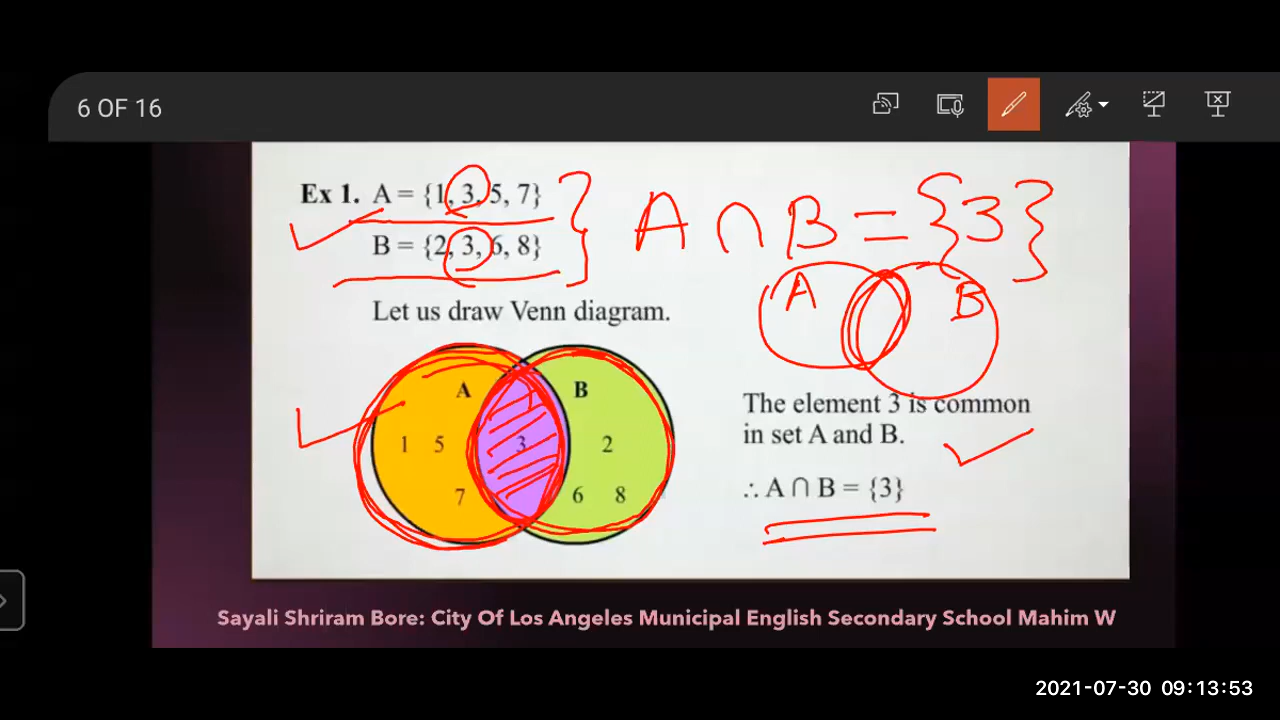 6 OF 16
Ex 1. A = {1, 3, 5, 7}
B = {2, 3, 6, 8}
A ∩ B = {3}
Let us draw Venn diagram.
A B
A B
1 5 3 2
7 6 8
The element 3 is common
in set A and B.
∴ A ∩ B = {3}
Sayali Shriram Bore: City Of Los Angeles Municipal English Secondary School Mahim W
2021-07-30 09:13:53